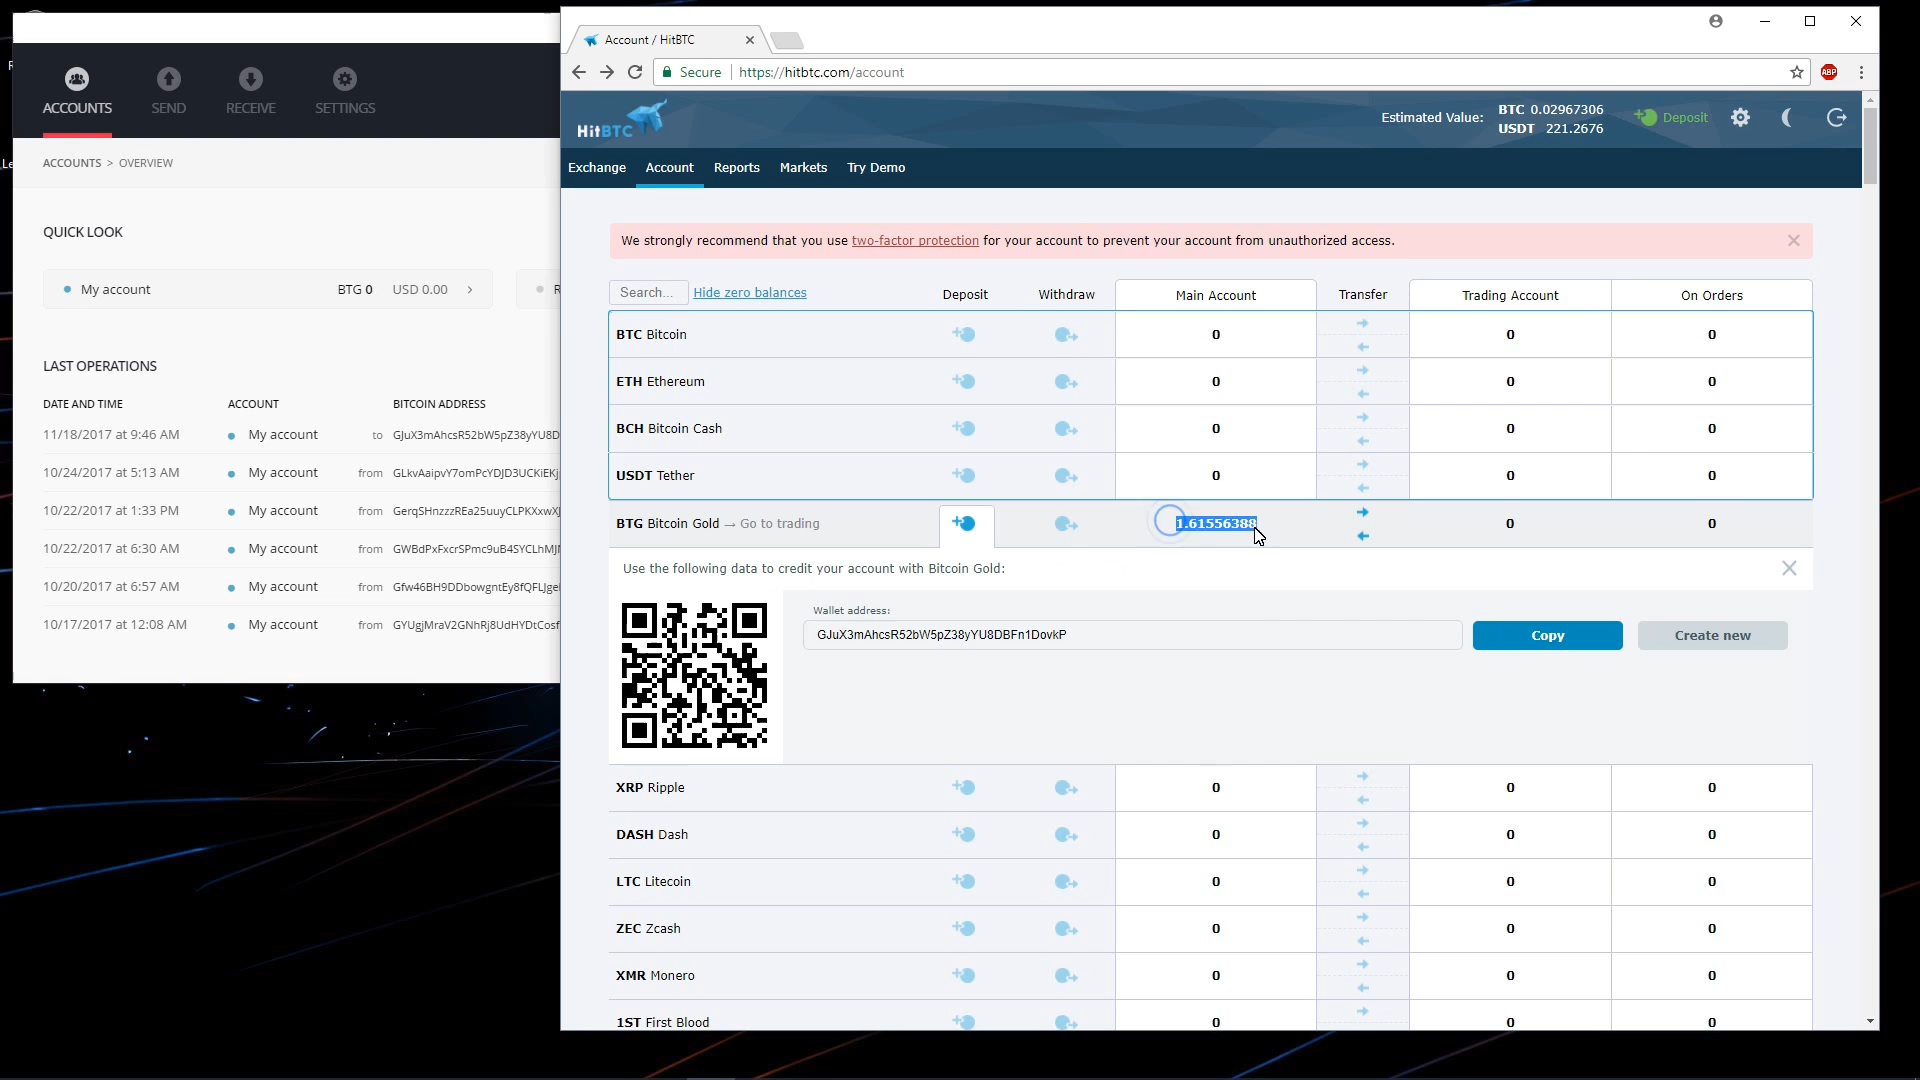 ACCOUNTS
SEND
RECEIVE
SETTINGS
ACCOUNTS > OVERVIEW
QUICK LOOK
My account BTG 0 USD 0.00 >
LAST OPERATIONS
DATE AND TIME ACCOUNT BITCOIN ADDRESS
11/18/2017 at 9:46 AM My account to GJuX3mAhcsR52bW5pZ38yYU8D
10/24/2017 at 5:13 AM My account from
10/22/2017 at 1:33 PM My account from
10/22/2017 at 6:30 AM My account from
10/20/2017 at 6:57 AM My account from
10/17/2017 at 12:08 AM My account from
Account / HitBTC
Secure https://hitbtc.com/account
ABP
HitBTC
Estimated Value: BTC 0.02967306
USDT 221.2676
Deposit
Exchange Account Reports Markets Try Demo
We strongly recommend that you use two-factor protection for your account to prevent your account from unauthorized access.
Search... Hide zero balances Deposit Withdraw Main Account Transfer Trading Account On Orders
BTC Bitcoin 0 0 0
ETH Ethereum 0 0 0
BCH Bitcoin Cash 0 0 0
USDT Tether 0 0 0
BTG Bitcoin Gold → Go to trading 1.61556388 0 0
Use the following data to credit your account with Bitcoin Gold:
Wallet address:
GJuX3mAhcsR52bW5pZ38yYU8DBFn1DovkP Copy Create new
XRP Ripple 0 0 0
DASH Dash 0 0 0
LTC Litecoin 0 0 0
ZEC Zcash 0 0 0
XMR Monero 0 0 0
1ST First Blood 0 0 0